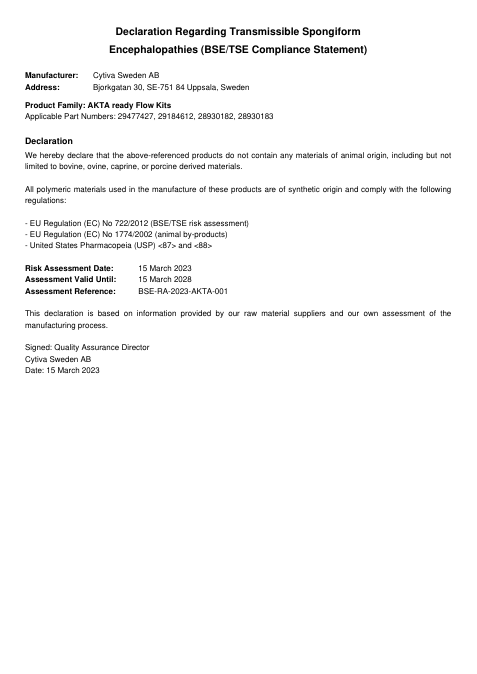 Declaration Regarding Transmissible Spongiform
Encephalopathies (BSE/TSE Compliance Statement)
Manufacturer: Cytiva Sweden AB
Address: Bjorkgatan 30, SE-751 84 Uppsala, Sweden
Product Family: AKTA ready Flow Kits
Applicable Part Numbers: 29477427, 29184612, 28930182, 28930183
Declaration
We hereby declare that the above-referenced products do not contain any materials of animal origin, including but not
limited to bovine, ovine, caprine, or porcine derived materials.
All polymeric materials used in the manufacture of these products are of synthetic origin and comply with the following
regulations:
- EU Regulation (EC) No 722/2012 (BSE/TSE risk assessment)
- EU Regulation (EC) No 1774/2002 (animal by-products)
- United States Pharmacopeia (USP) <87> and <88>
Risk Assessment Date: 15 March 2023
Assessment Valid Until: 15 March 2028
Assessment Reference: BSE-RA-2023-AKTA-001
This declaration is based on information provided by our raw material suppliers and our own assessment of the
manufacturing process.
Signed: Quality Assurance Director
Cytiva Sweden AB
Date: 15 March 2023